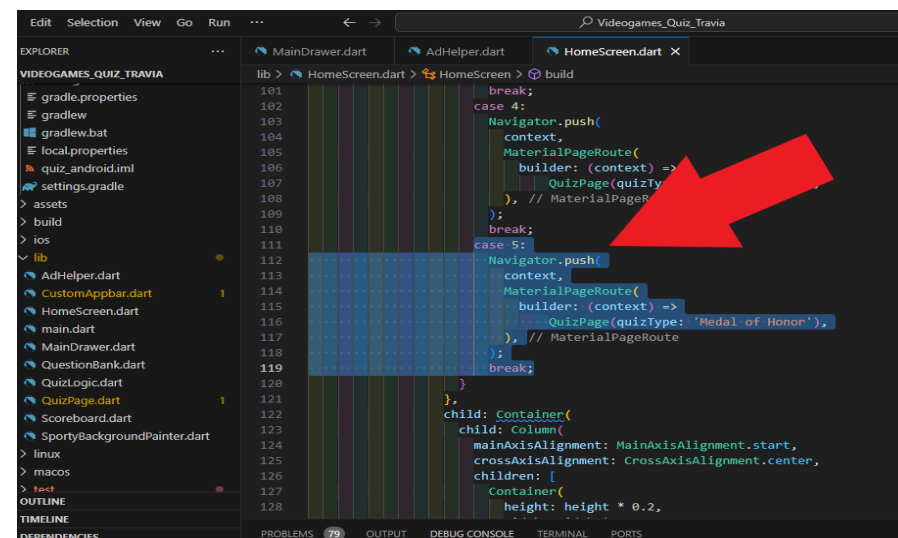 Edit Selection View Go Run ... Videogames_Quiz_Travia
EXPLORER ... MainDrawer.dart AdHelper.dart HomeScreen.dart
VIDEOGAMES_QUIZ_TRAVIA lib > HomeScreen.dart > HomeScreen > build
gradle.properties
gradlew
gradlew.bat
local.properties
quiz_android.iml
settings.gradle
> assets
> build
> ios
lib
AdHelper.dart
CustomAppbar.dart 1
HomeScreen.dart
main.dart
MainDrawer.dart
QuestionBank.dart
QuizLogic.dart
QuizPage.dart 1
Scoreboard.dart
SportyBackgroundPainter.dart
> linux
> macos
> test
OUTLINE
TIMELINE
DEPENDENCIES
101 break;
102 case 4:
103 Navigator.push(
104 context,
105 MaterialPageRoute(
106 builder: (context) =>
107 QuizPage(quizTy
108 ), // MaterialPageR
109 );
110 break;
111 case 5:
112 Navigator.push(
113 context,
114 MaterialPageRoute(
115 builder: (context) =>
116 QuizPage(quizType: 'Medal of Honor'),
117 ), // MaterialPageRoute
118 );
119 break;
120 }
121 },
122 child: Container(
123 child: Column(
124 mainAxisAlignment: MainAxisAlignment.start,
125 crossAxisAlignment: CrossAxisAlignment.center,
126 children: [
127 Container(
128 height: height * 0.2,
PROBLEMS 79 OUTPUT DEBUG CONSOLE TERMINAL PORTS